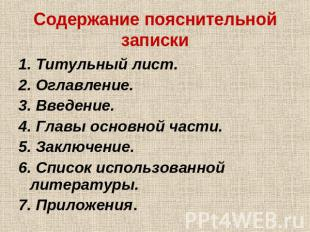 Содержание пояснительной
записки
1. Титульный лист.
2. Оглавление.
3. Введение.
4. Главы основной части.
5. Заключение.
6. Список использованной
литературы.
7. Приложения.
PPt4WEB.ru